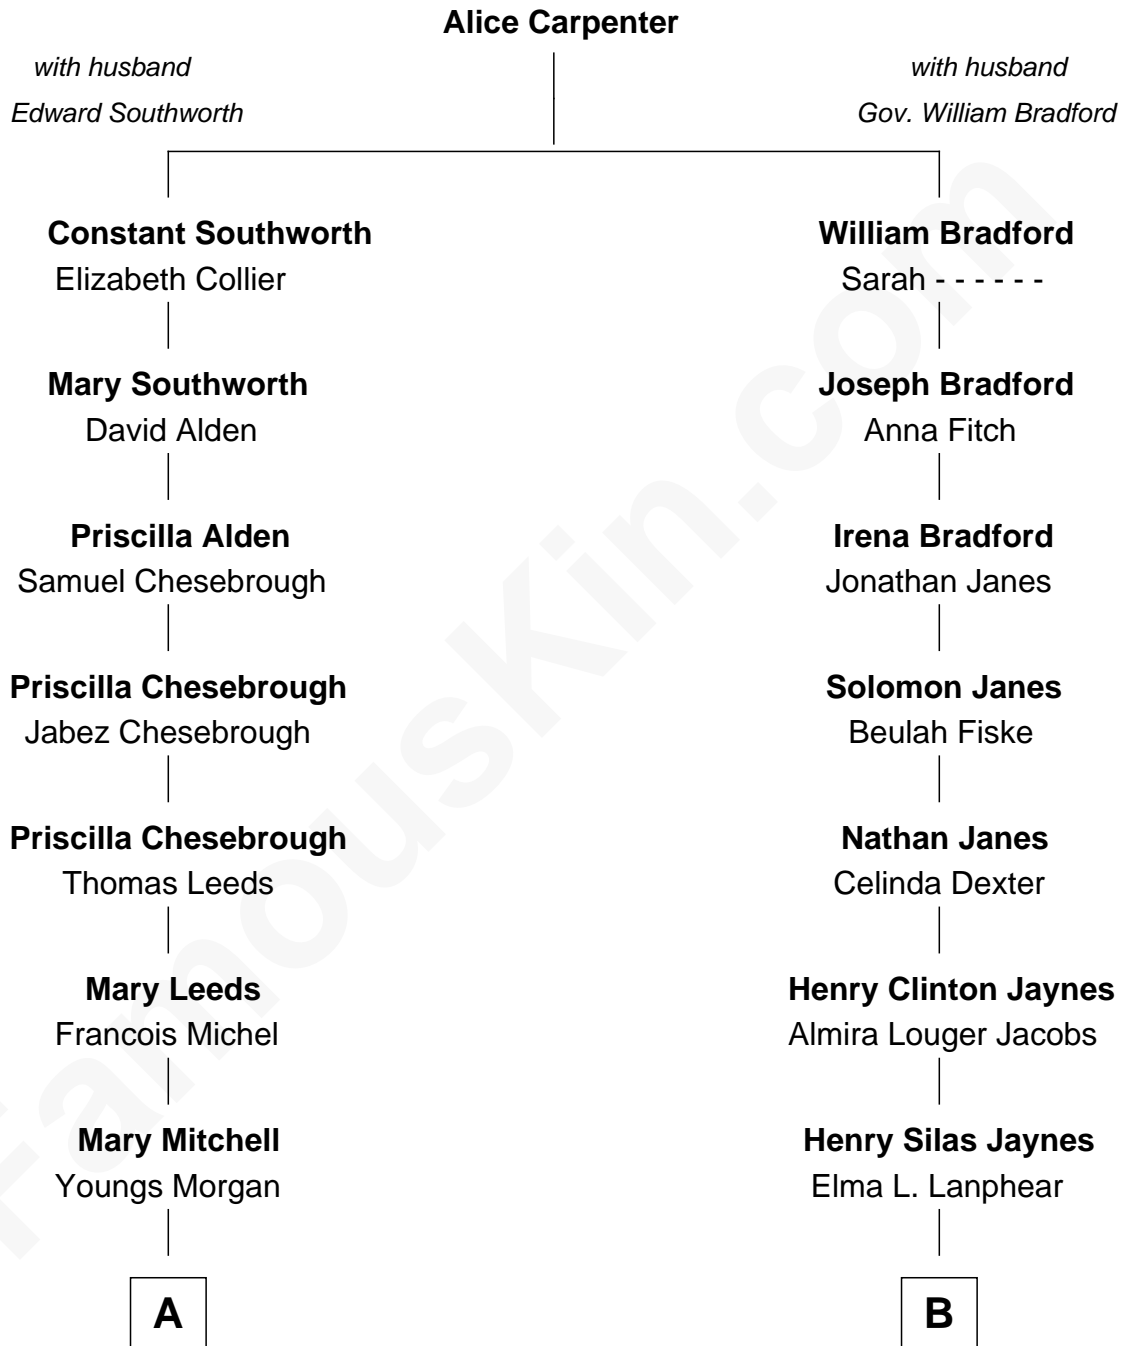 Alice Carpenter
with husband
Edward Southworth
with husband
Gov. William Bradford
Constant Southworth
Elizabeth Collier
William Bradford
Sarah - - - - - -
Mary Southworth
David Alden
Joseph Bradford
Anna Fitch
Priscilla Alden
Samuel Chesebrough
Irena Bradford
Jonathan Janes
Priscilla Chesebrough
Jabez Chesebrough
Solomon Janes
Beulah Fiske
Priscilla Chesebrough
Thomas Leeds
Nathan Janes
Celinda Dexter
Mary Leeds
Francois Michel
Henry Clinton Jaynes
Almira Louger Jacobs
Mary Mitchell
Youngs Morgan
Henry Silas Jaynes
Elma L. Lanphear
A
B
FamousKin.com